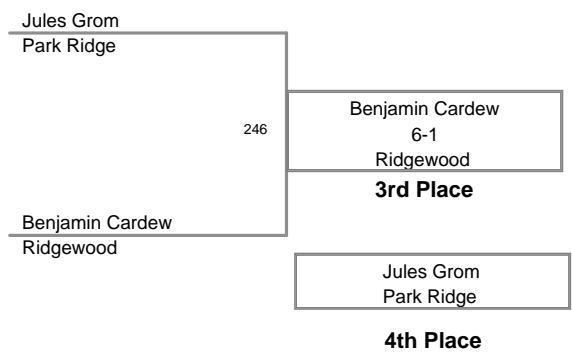 Jules Grom
Park Ridge
246
Benjamin Cardew
6-1
Ridgewood
3rd Place
Benjamin Cardew
Ridgewood
Jules Grom
Park Ridge
4th Place